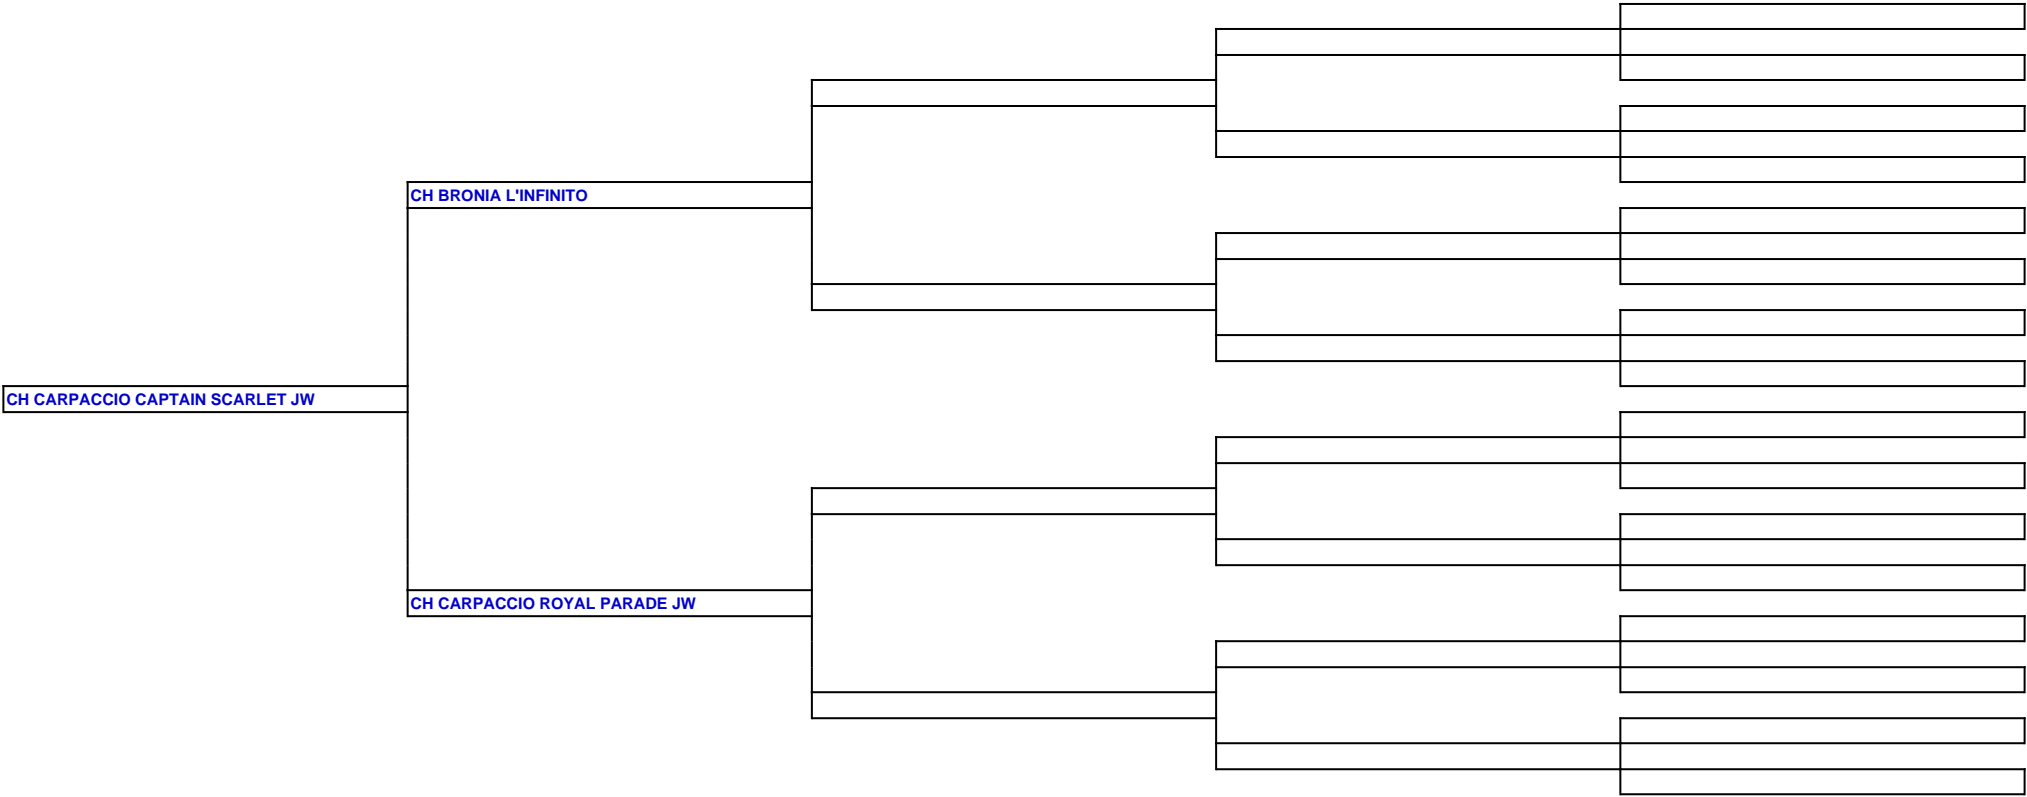 CH BRONIA L'INFINITO
CH CARPACCIO CAPTAIN SCARLET JW
CH CARPACCIO ROYAL PARADE JW